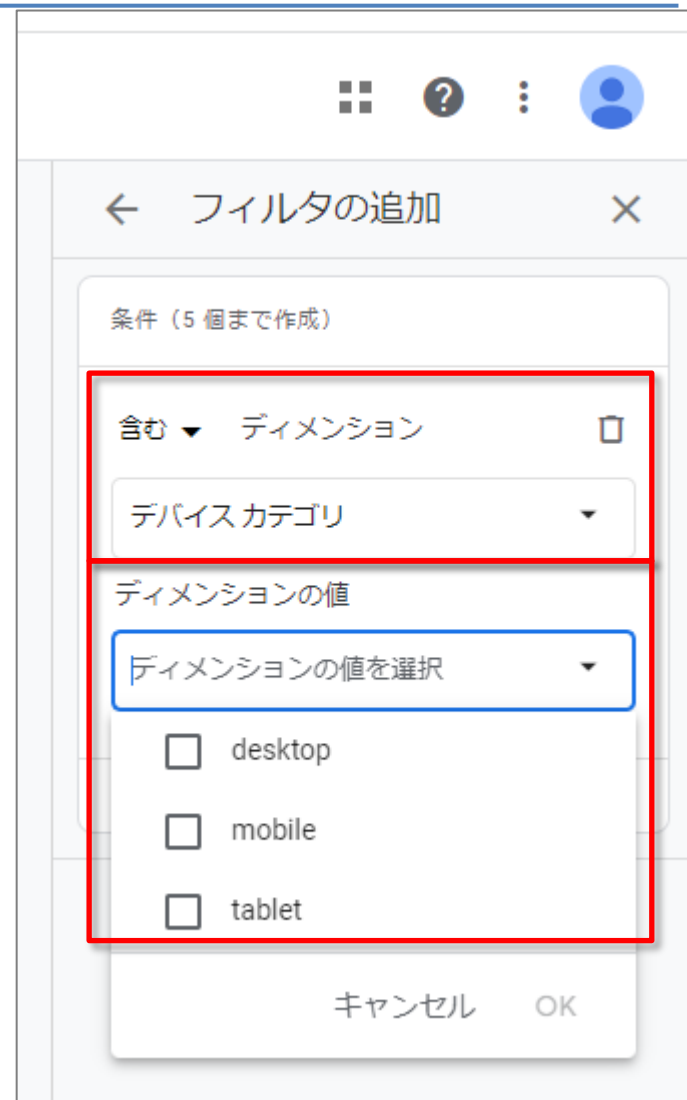 フィルタの追加
条件（5 個まで作成）
含む ディメンション
デバイス カテゴリ
ディメンションの値
ディメンションの値を選択
desktop
mobile
tablet
キャンセル OK